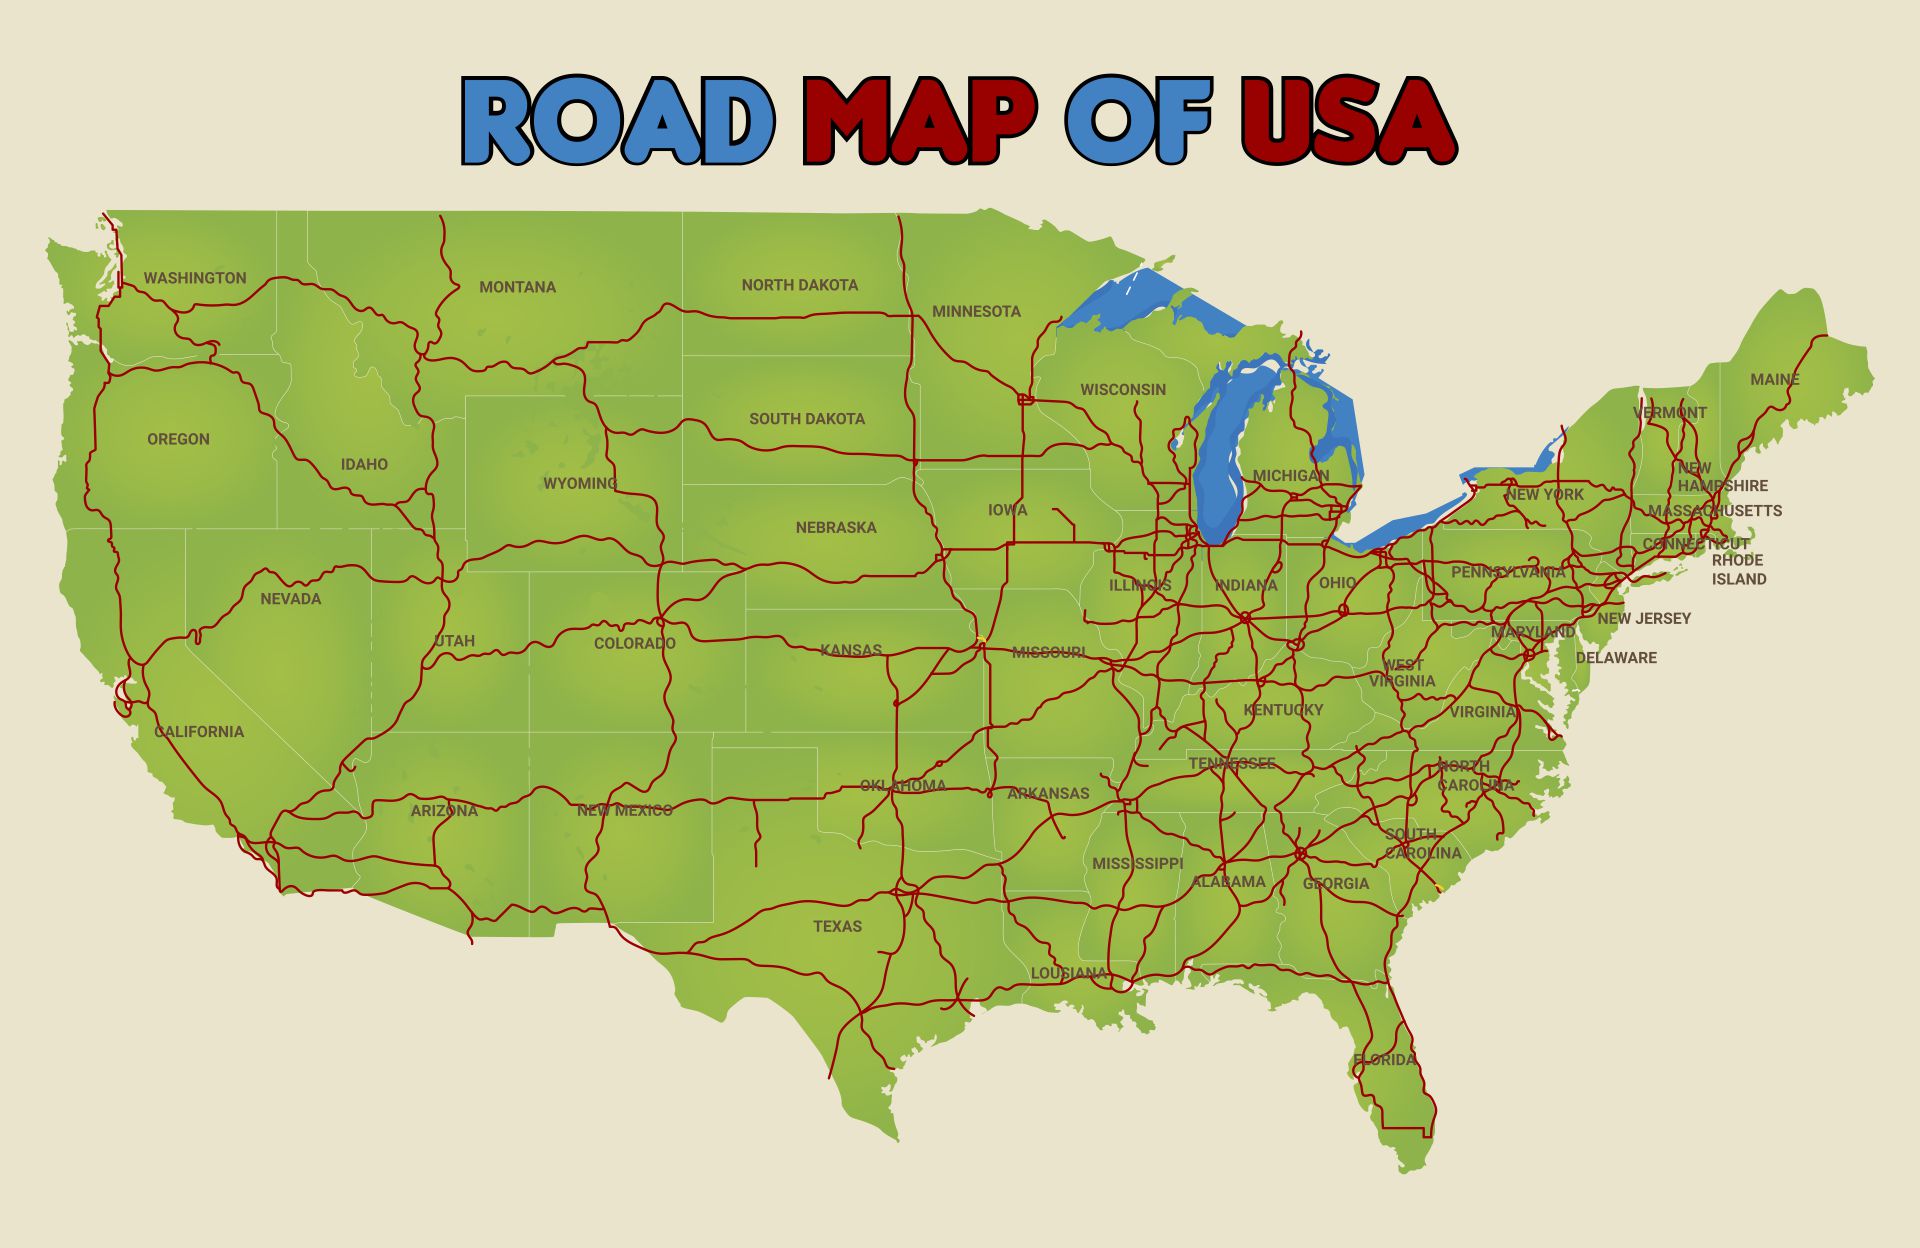 ROAD MAP OF USA
WASHINGTON
MONTANA
NORTH DAKOTA
MINNESOTA
WISCONSIN
MICHIGAN
MAINE
VERMONT
NEW
HAMPSHIRE
NEW YORK
MASSACHUSETTS
CONNECTICUT
RHODE
ISLAND
OREGON
IDAHO
WYOMING
SOUTH DAKOTA
NEBRASKA
IOWA
ILLINOIS
INDIANA
OHIO
PENNSYLVANIA
NEW JERSEY
MARYLAND
DELAWARE
NEVADA
UTAH
COLORADO
KANSAS
MISSOURI
WEST
VIRGINIA
KENTUCKY
VIRGINIA
CALIFORNIA
ARIZONA
NEW MEXICO
OKLAHOMA
ARKANSAS
TENNESSEE
NORTH
CAROLINA
SOUTH
CAROLINA
MISSISSIPPI
ALABAMA
GEORGIA
TEXAS
LOUSIANA
FLORIDA